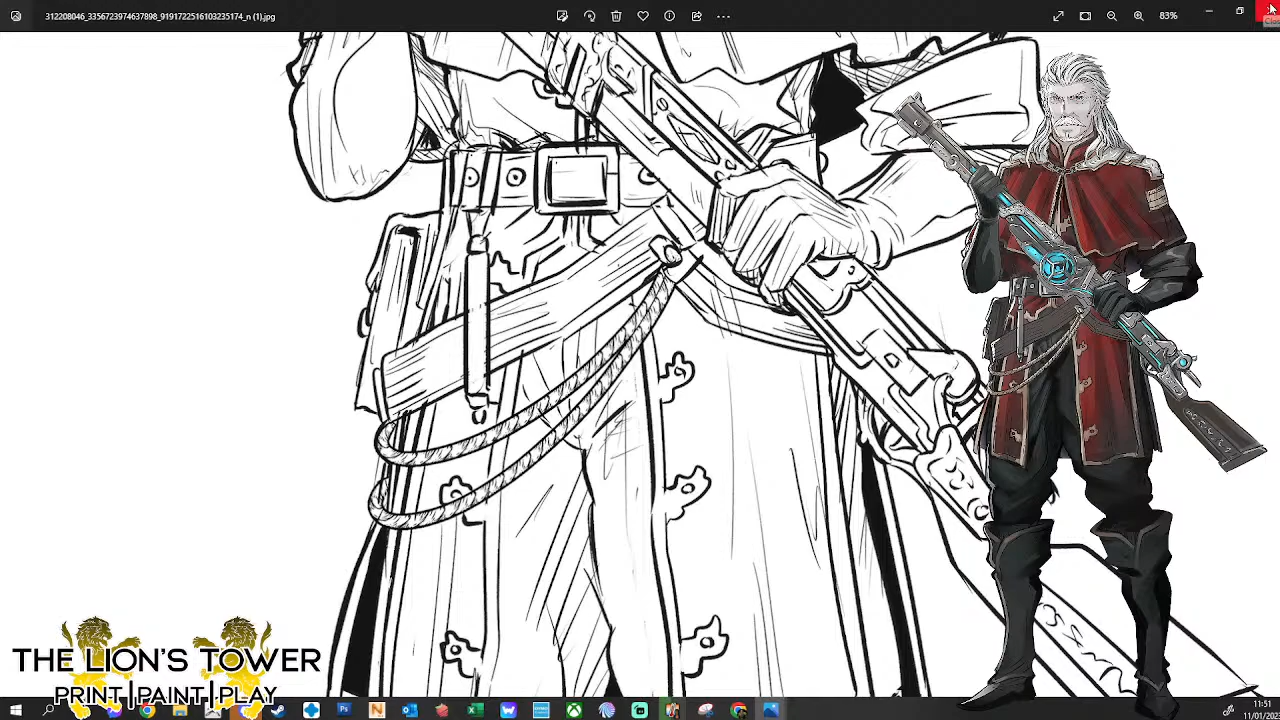 312208046_3356723974637898_9191722516103235174_n (1).jpg
83%
THE LION'S TOWER
PRINT|PAINT|PLAY
11:51